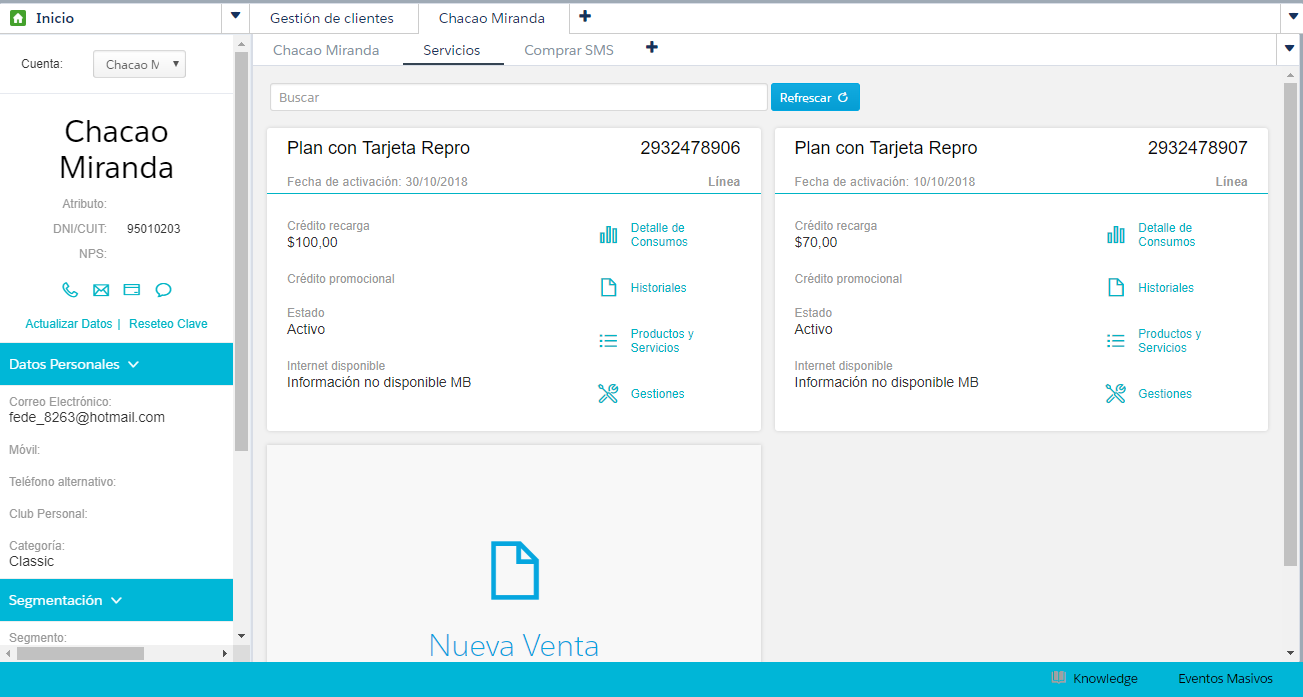 Inicio
Gestión de clientes
Chacao Miranda
Cuenta:
Chacao M
Chacao Miranda
Servicios
Comprar SMS
Buscar
Refrescar
Chacao
Miranda
Atributo:
DNI/CUIT: 95010203
NPS:
Actualizar Datos | Reseteo Clave
Datos Personales
Correo Electrónico:
fede_8263@hotmail.com
Móvil:
Teléfono alternativo:
Club Personal:
Categoría:
Classic
Segmentación
Segmento:
Plan con Tarjeta Repro 2932478906
Fecha de activación: 30/10/2018 Línea
Crédito recarga
$100,00
Crédito promocional
Estado
Activo
Internet disponible
Información no disponible MB
Detalle de
Consumos
Historiales
Productos y
Servicios
Gestiones
Plan con Tarjeta Repro 2932478907
Fecha de activación: 10/10/2018 Línea
Crédito recarga
$70,00
Crédito promocional
Estado
Activo
Internet disponible
Información no disponible MB
Detalle de
Consumos
Historiales
Productos y
Servicios
Gestiones
Nueva Venta
Knowledge
Eventos Masivos